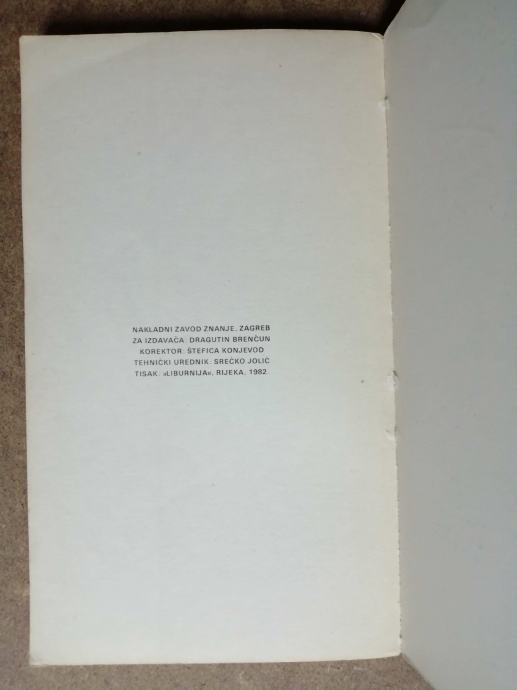 NAKLADNI ZAVOD ZNANJE, ZAGREB
ZA IZDAVAČA: DRAGUTIN BRENČUN
KOREKTOR: ŠTEFICA KONJEVOD
TEHNIČKI UREDNIK: SREĆKO JOLIĆ
TISAK: »LIBURNIJA«, RIJEKA, 1982.